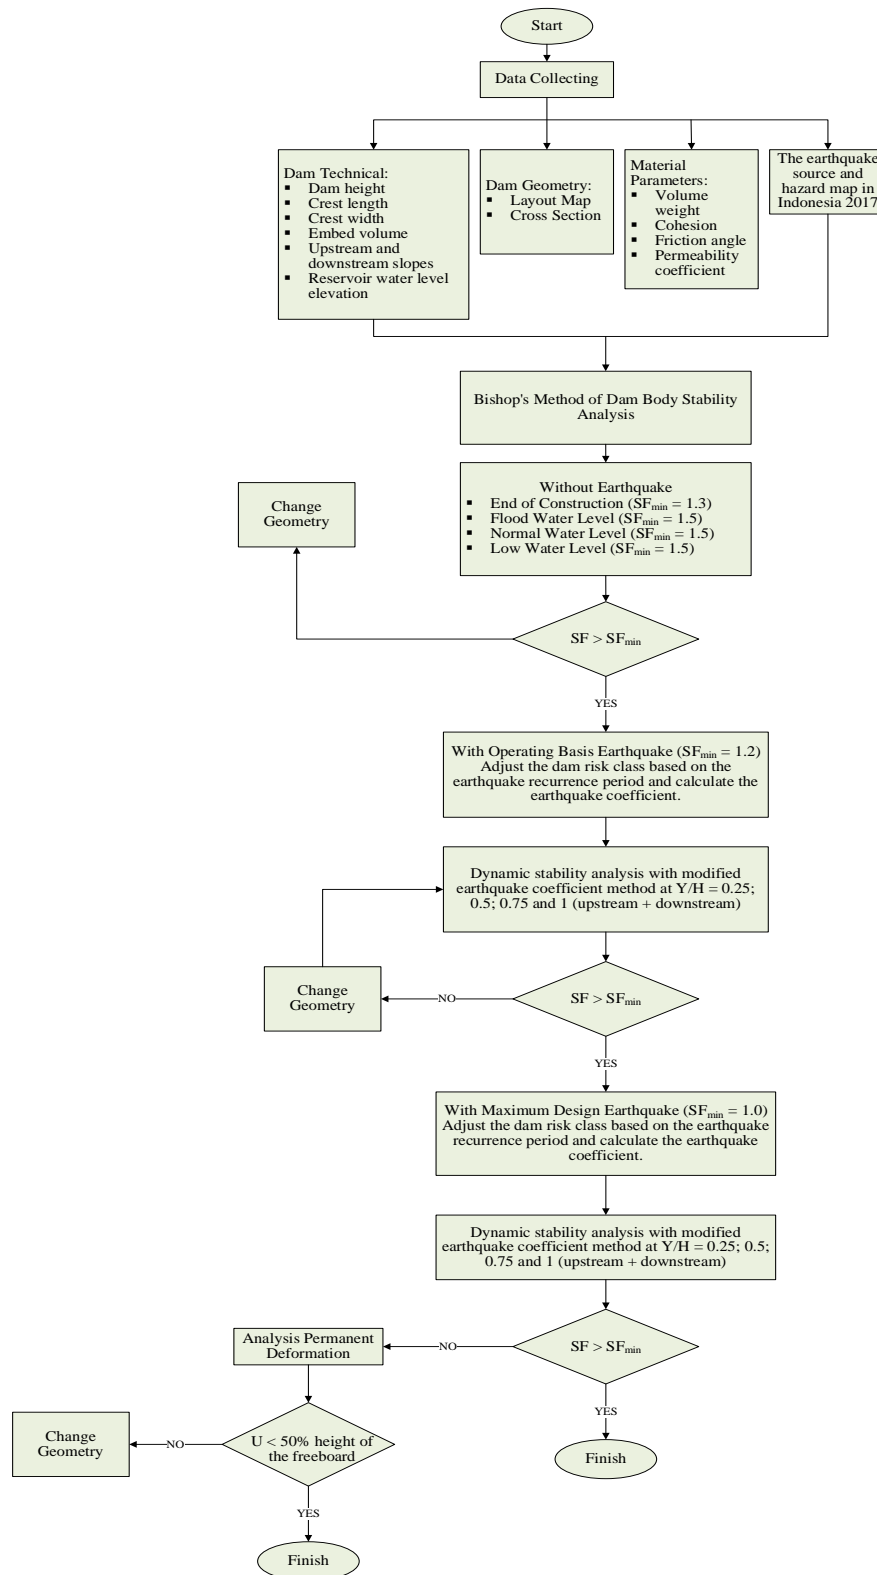 Start
Data Collecting
Dam Technical:
▪ Dam height
▪ Crest length
▪ Crest width
▪ Embed volume
▪ Upstream and
downstream slopes
▪ Reservoir water level
elevation
Dam Geometry:
▪ Layout Map
▪ Cross Section
Material
Parameters:
▪ Volume
weight
▪ Cohesion
▪ Friction angle
▪ Permeability
coefficient
The earthquake
source and
hazard map in
Indonesia 2017
Bishop's Method of Dam Body Stability
Analysis
Without Earthquake
▪ End of Construction (SFmin = 1.3)
▪ Flood Water Level (SFmin = 1.5)
▪ Normal Water Level (SFmin = 1.5)
▪ Low Water Level (SFmin = 1.5)
Change
Geometry
SF > SFmin
YES
With Operating Basis Earthquake (SFmin = 1.2)
Adjust the dam risk class based on the
earthquake recurrence period and calculate the
earthquake coefficient.
Dynamic stability analysis with modified
earthquake coefficient method at Y/H = 0.25;
0.5; 0.75 and 1 (upstream + downstream)
SF > SFmin
NO
Change
Geometry
YES
With Maximum Design Earthquake (SFmin = 1.0)
Adjust the dam risk class based on the earthquake
recurrence period and calculate the earthquake
coefficient.
Dynamic stability analysis with modified
earthquake coefficient method at Y/H = 0.25; 0.5;
0.75 and 1 (upstream + downstream)
SF > SFmin
NO
Analysis Permanent
Deformation
YES
Finish
U < 50% height of
the freeboard
NO
Change
Geometry
YES
Finish